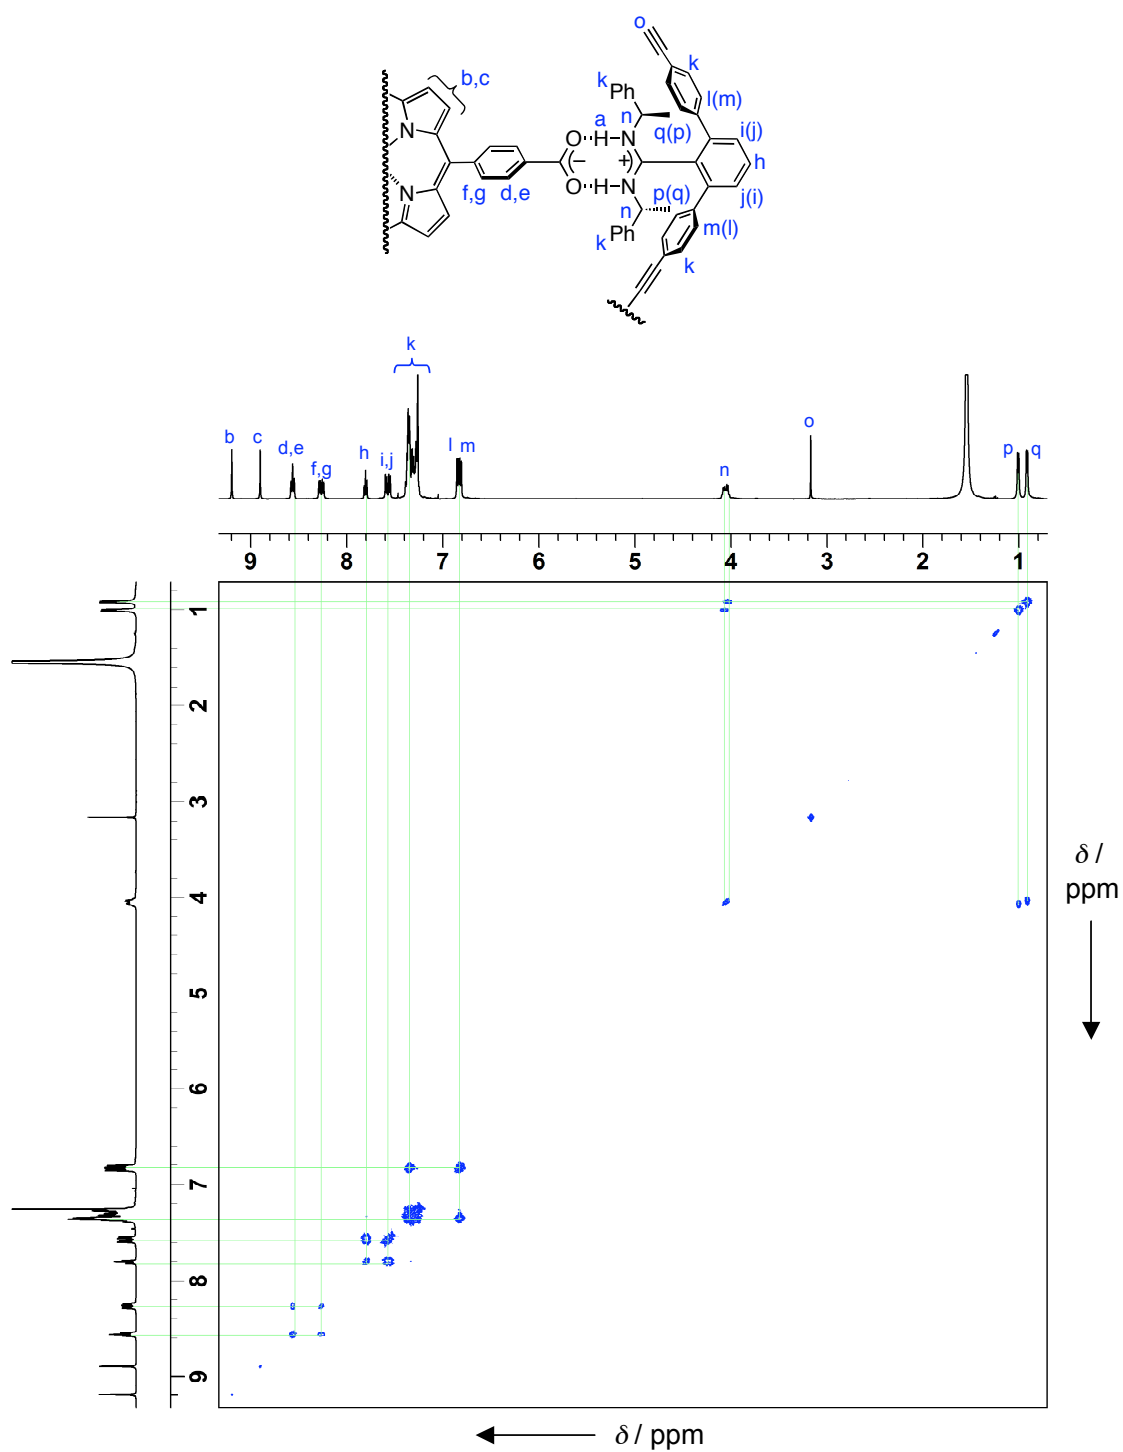 o
k
b,c
k
Ph
l(m)
a
n
q(p)
i(j)
O
H
N
N
–
+
h
f,g
d,e
O
H
N
N
p(q)
j(i)
n
k
Ph
m(l)
k
k
b
c
d,e
f,g
h
i,j
l
m
n
o
p
q
9
8
7
6
5
4
3
2
1
1
2
3
4
5
6
7
8
9
δ /
ppm
δ / ppm